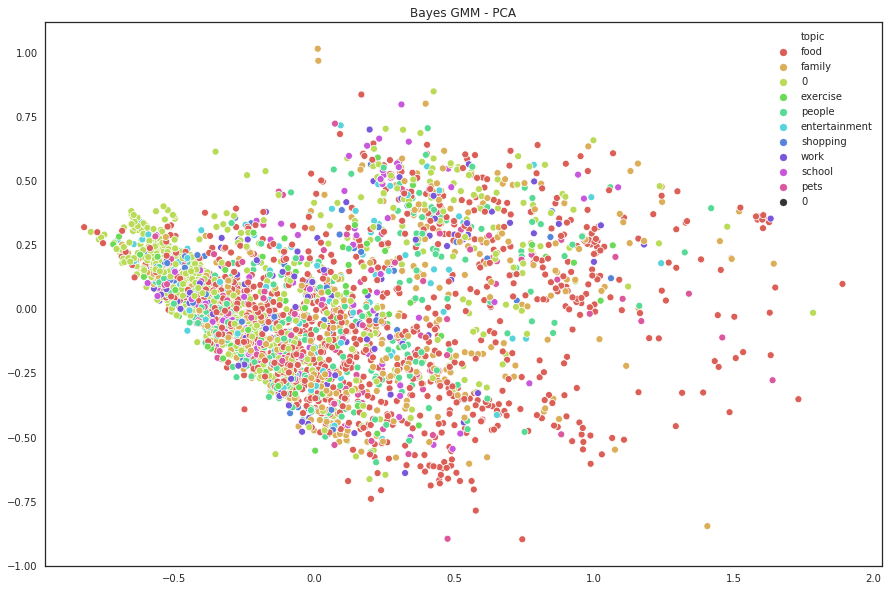 Bayes GMM - PCA
topic
food
family
0
exercise
people
entertainment
shopping
work
school
pets
0
1.00
0.75
0.50
0.25
0.00
−0.25
−0.50
−0.75
−1.00
−0.5
0.0
0.5
1.0
1.5
2.0